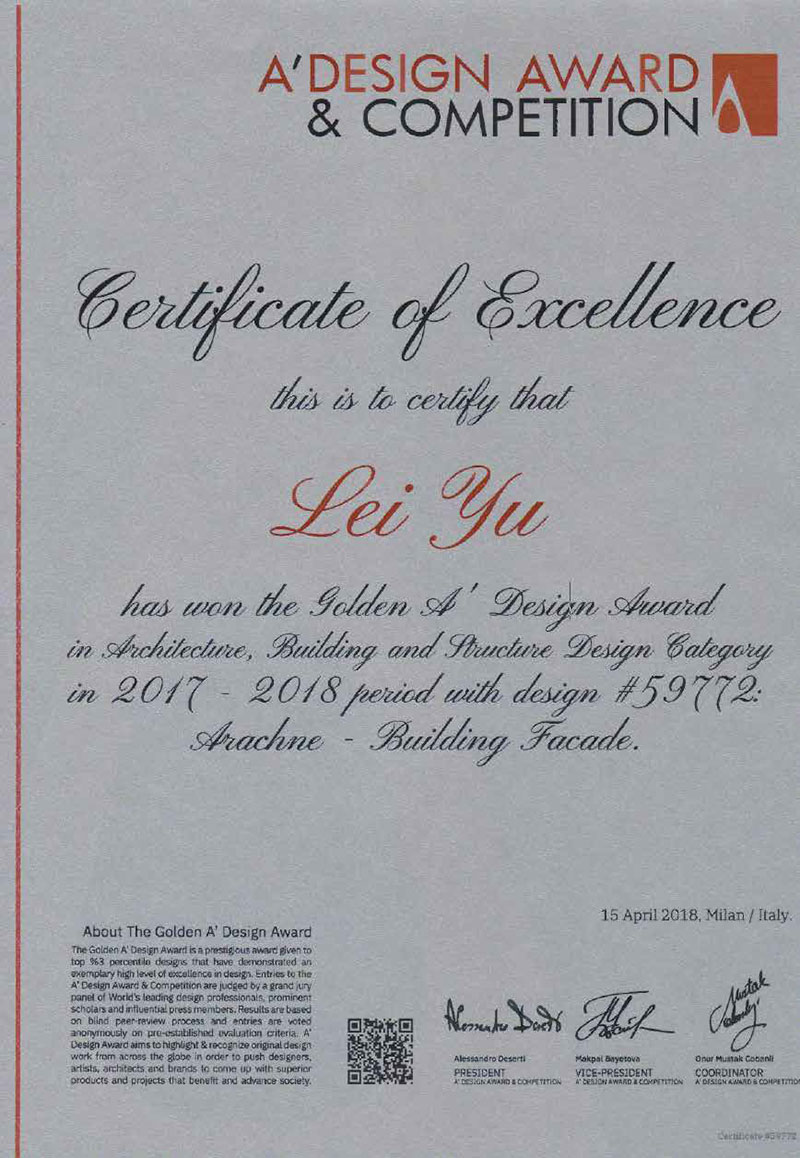 A'DESIGN AWARD
& COMPETITION
Certificate of Excellence
this is to certify that
Lei Yu
has won the Golden A' Design Award
in Architecture, Building and Structure Design Category
in 2017 - 2018 period with design #59772:
Arachne - Building Facade.
15 April 2018, Milan / Italy.
About The Golden A' Design Award
The Golden A' Design Award is a prestigious award given to
top %3 percentile designs that have demonstrated an
exemplary high level of excellence in design. Entries to the
A' Design Award & Competition are judged by a grand jury
panel of World's leading design professionals, prominent
scholars and influential press members. Results are based
on blind peer-review process and entries are voted
anonymously on pre-established evaluation criteria. A'
Design Award aims to highlight & recognize original design
work from across the globe in order to push designers,
artists, architects and brands to come up with superior
products and projects that benefit and advance society.
Alessandro Deserti
PRESIDENT
A' DESIGN AWARD & COMPETITION
Makpal Bayetova
VICE-PRESIDENT
A' DESIGN AWARD & COMPETITION
Onur Mustak Cobanli
COORDINATOR
A' DESIGN AWARD & COMPETITION
Certificate #59772